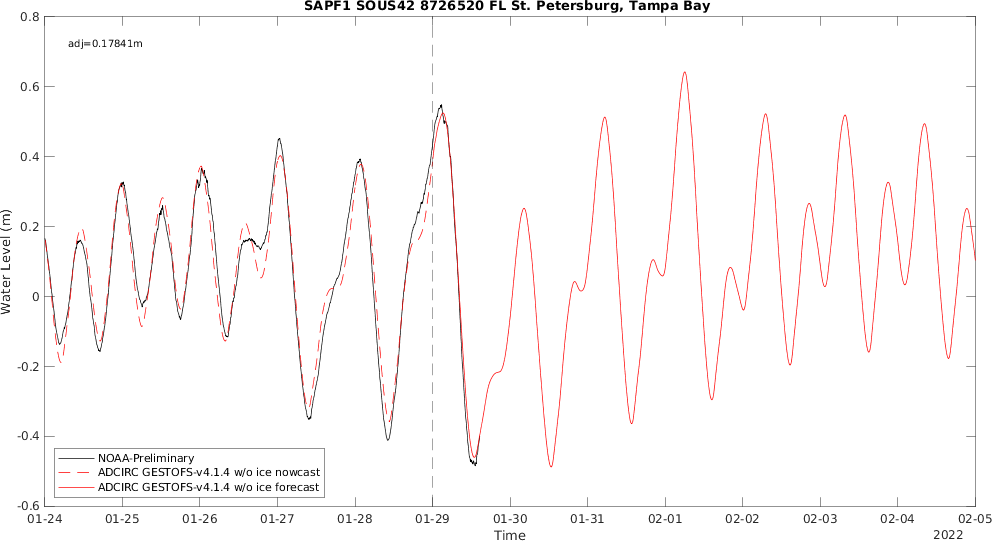 SAPF1 SOUS42 8726520 FL St. Petersburg, Tampa Bay
adj=0.17841m
0.8
0.6
0.4
0.2
0
-0.2
-0.4
-0.6
Water Level (m)
NOAA-Preliminary
ADCIRC GESTOFS-v4.1.4 w/o ice nowcast
ADCIRC GESTOFS-v4.1.4 w/o ice forecast
01-24 01-25 01-26 01-27 01-28 01-29 01-30 01-31 02-01 02-02 02-03 02-04 02-05
Time
2022